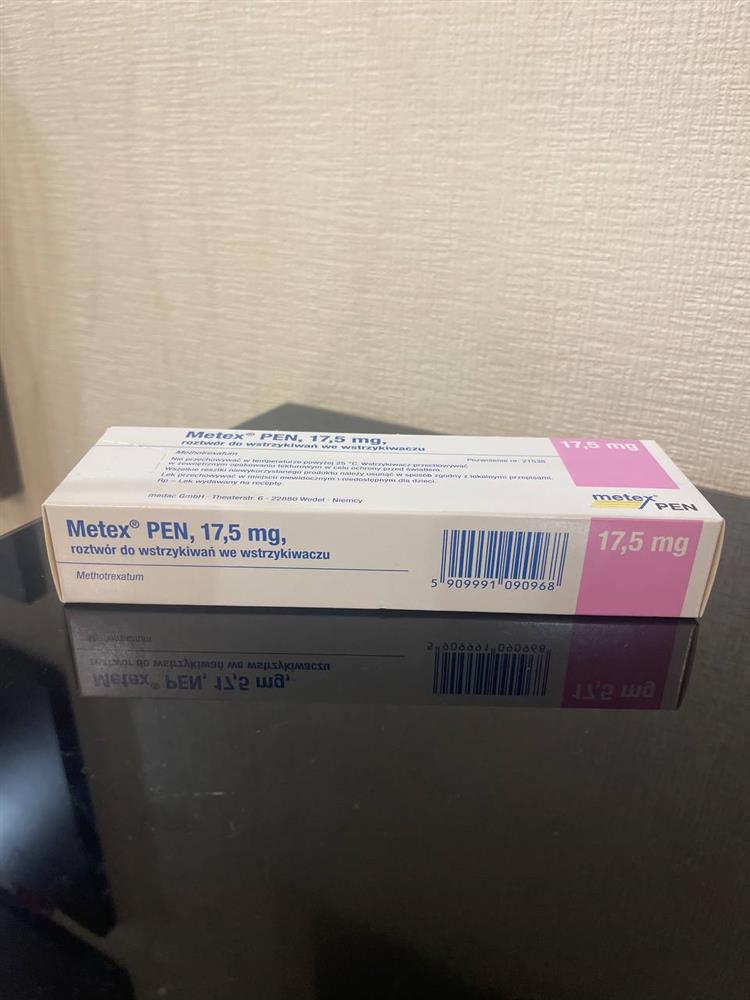 Metex® PEN, 17,5 mg,
roztwór do wstrzykiwań we wstrzykiwaczu
17,5 mg
Methotrexatum
Pozwolenie nr: 21538
Nie przechowywać w temperaturze powyżej 25 °C. Wstrzykiwacz przechowywać
w zewnętrznym opakowaniu tekturowym w celu ochrony przed światłem.
Wszelkie resztki niewykorzystanego produktu należy usunąć w sposób zgodny z lokalnymi przepisami.
Lek przechowywać w miejscu niewidocznym i niedostępnym dla dzieci.
Rp – Lek wydawany na receptę.
medac GmbH · Theaterstr. 6 · 22880 Wedel · Niemcy
metex®
PEN
Metex® PEN, 17,5 mg,
roztwór do wstrzykiwań we wstrzykiwaczu
Methotrexatum
5 909991 090968
17,5 mg